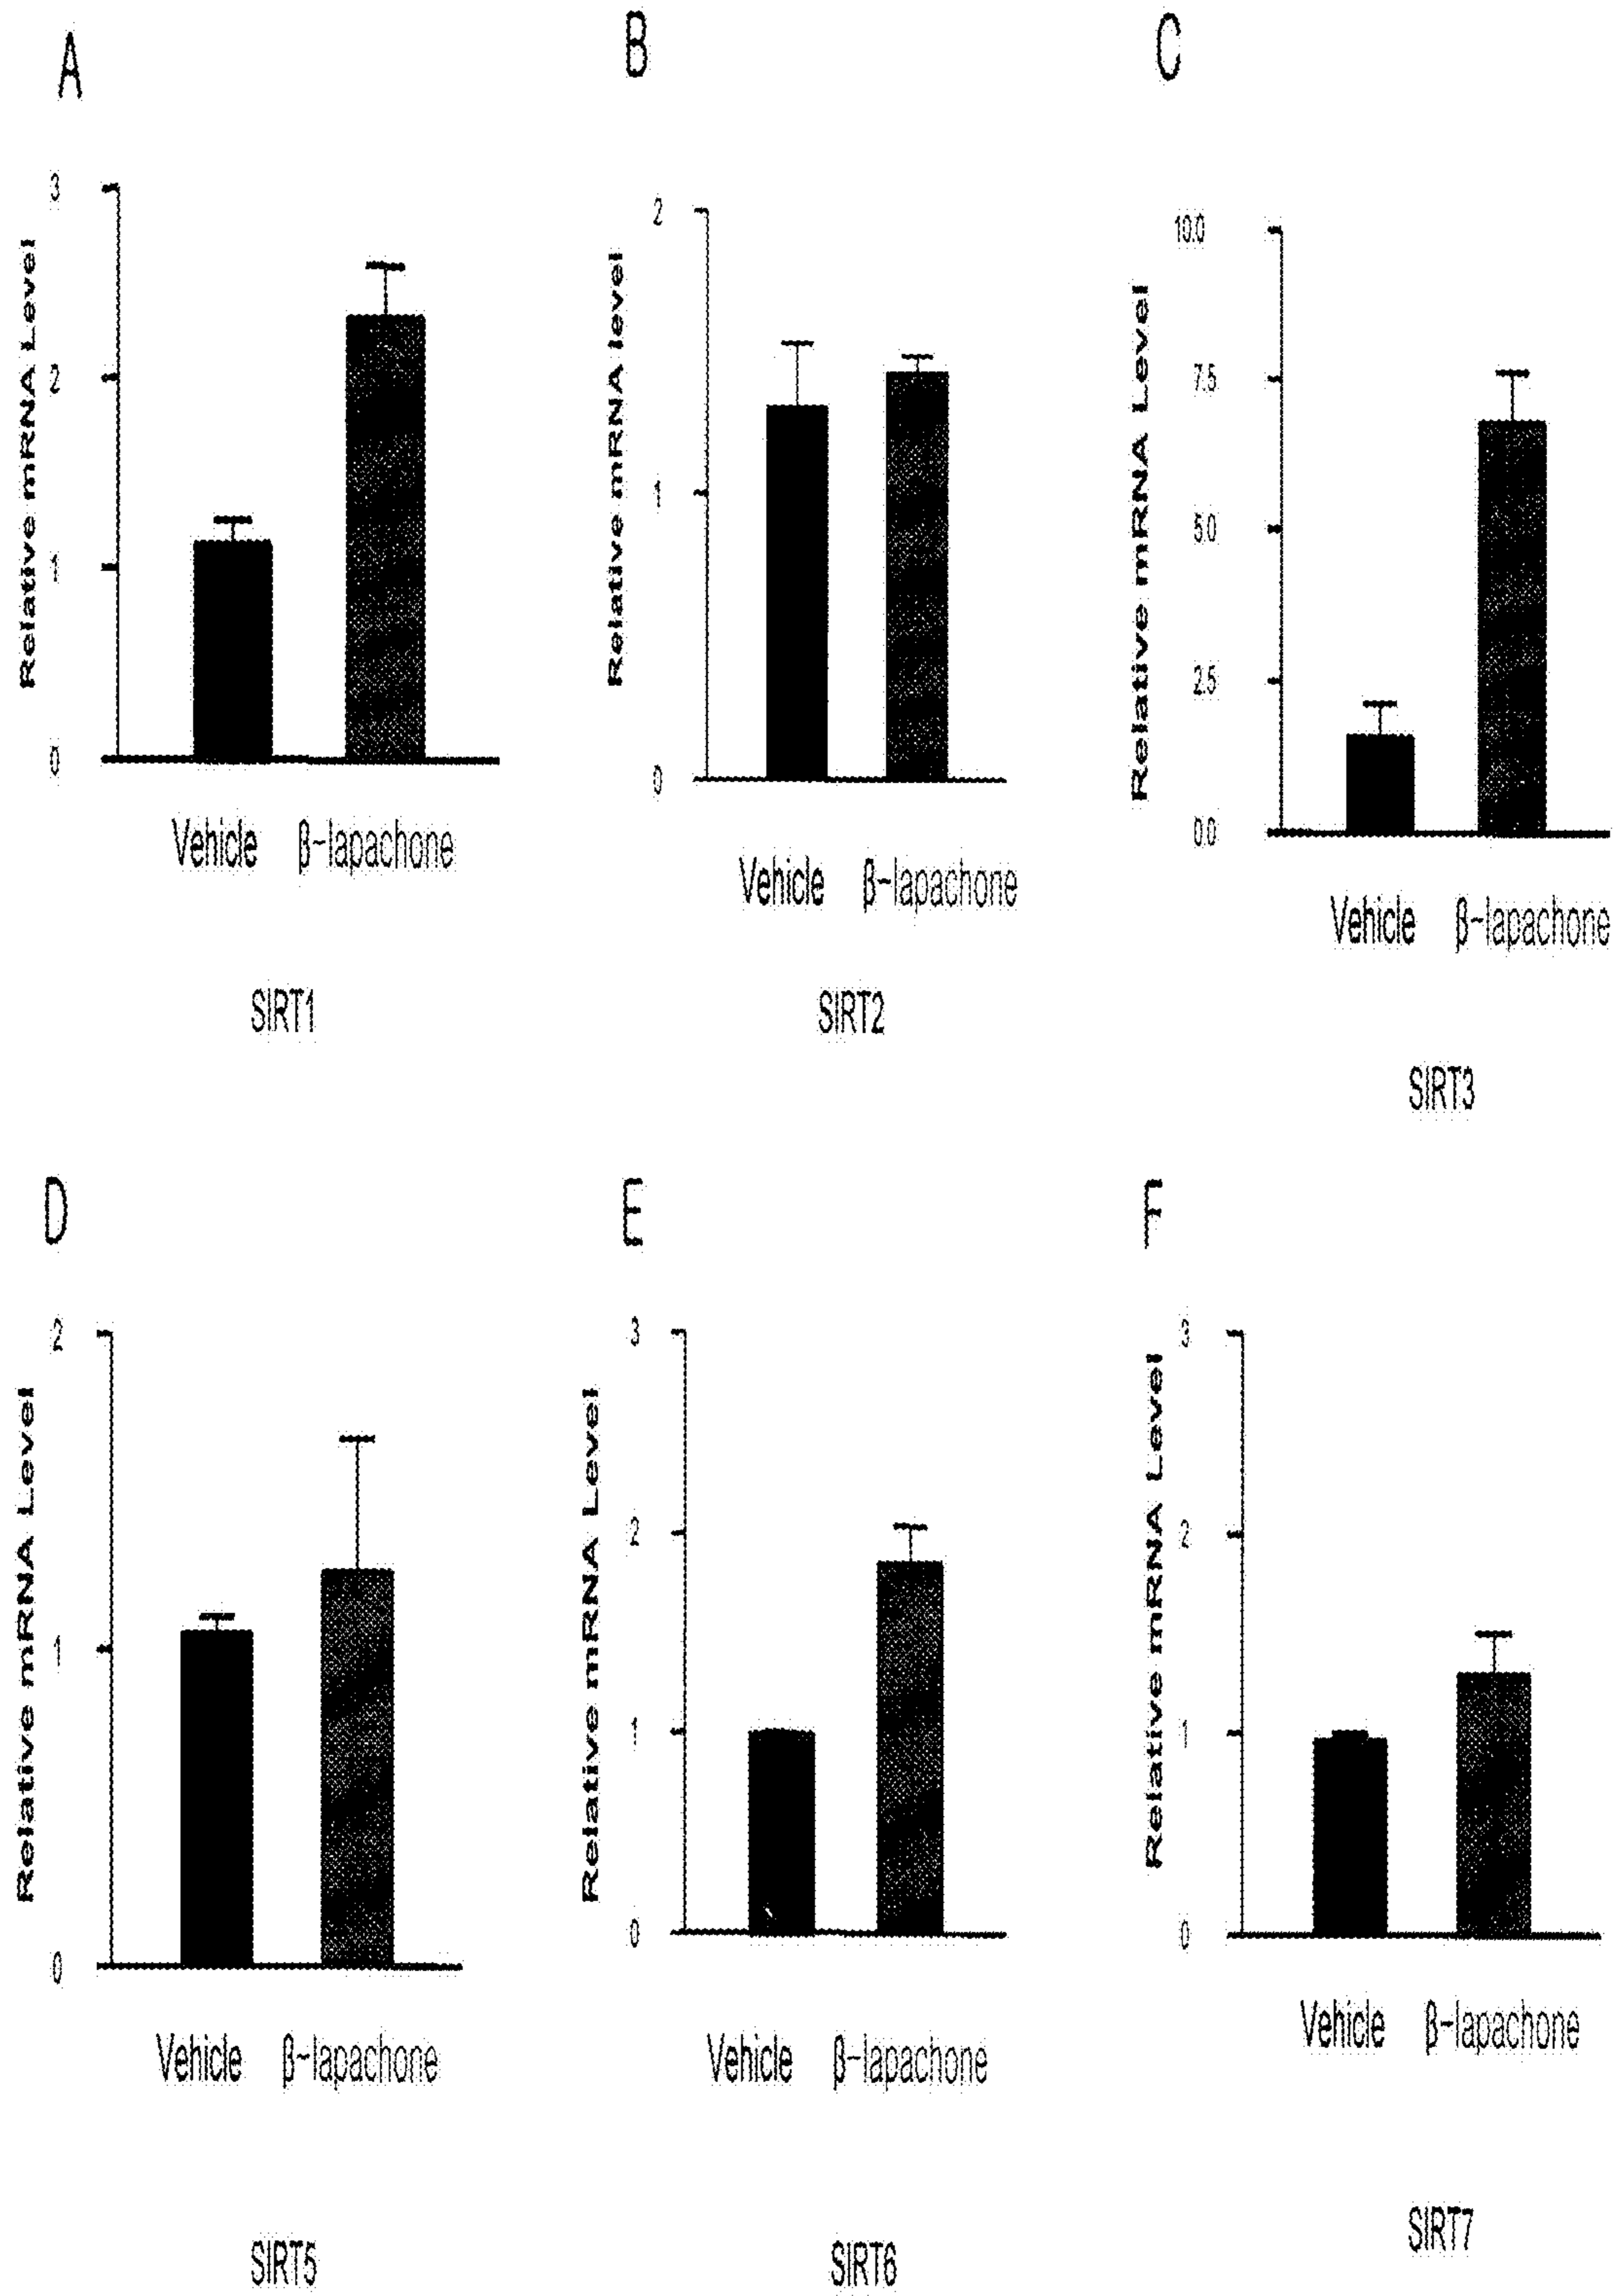 A
Relative mRNA Level
3
2
1
0
Vehicle β-lapachone
SIRT1
B
Relative mRNA level
2
1
0
Vehicle β-lapachone
SIRT2
C
Relative mRNA Level
10.0
7.5
5.0
2.5
0.0
Vehicle β-lapachone
SIRT3
D
Relative mRNA Level
2
1
0
Vehicle β-lapachone
SIRT5
E
Relative mRNA Level
3
2
1
0
Vehicle β-lapachone
SIRT6
F
Relative mRNA Level
3
2
1
0
Vehicle β-lapachone
SIRT7